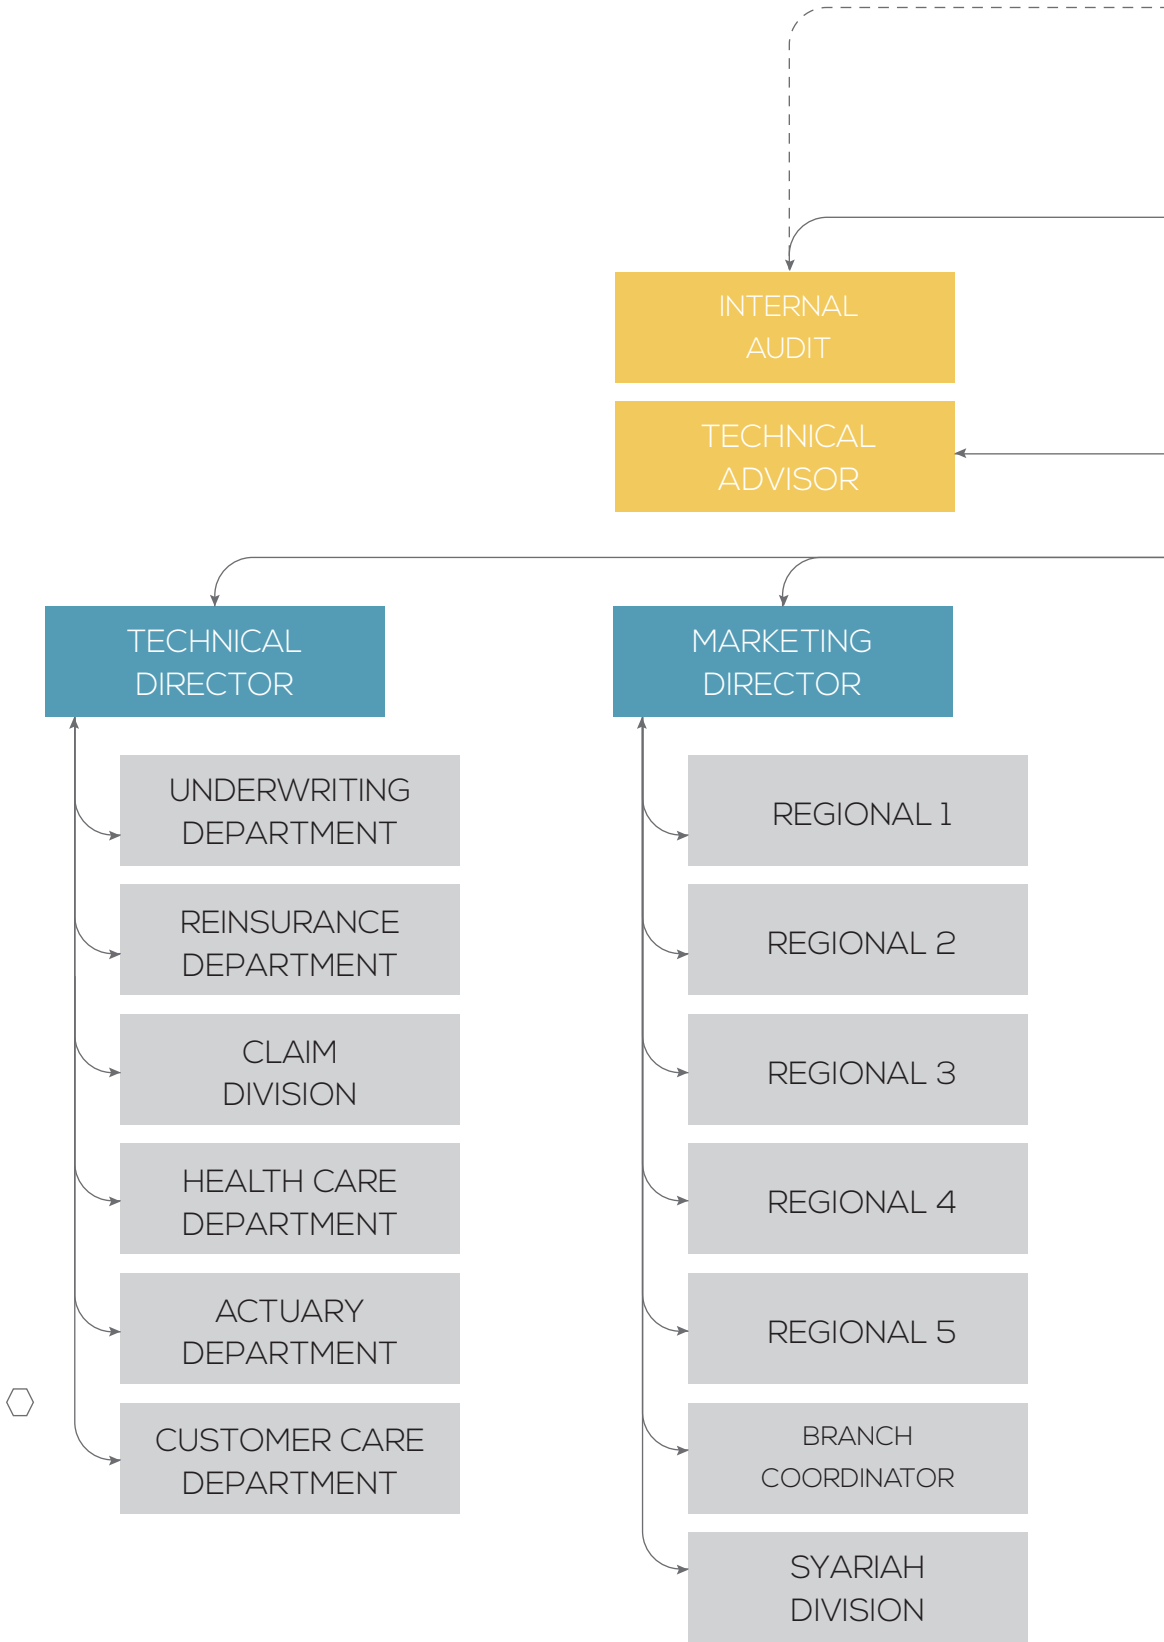 INTERNAL
AUDIT
TECHNICAL
ADVISOR
TECHNICAL
DIRECTOR
UNDERWRITING
DEPARTMENT
REINSURANCE
DEPARTMENT
CLAIM
DIVISION
HEALTH CARE
DEPARTMENT
ACTUARY
DEPARTMENT
CUSTOMER CARE
DEPARTMENT
MARKETING
DIRECTOR
REGIONAL 1
REGIONAL 2
REGIONAL 3
REGIONAL 4
REGIONAL 5
BRANCH
COORDINATOR
SYARIAH
DIVISION